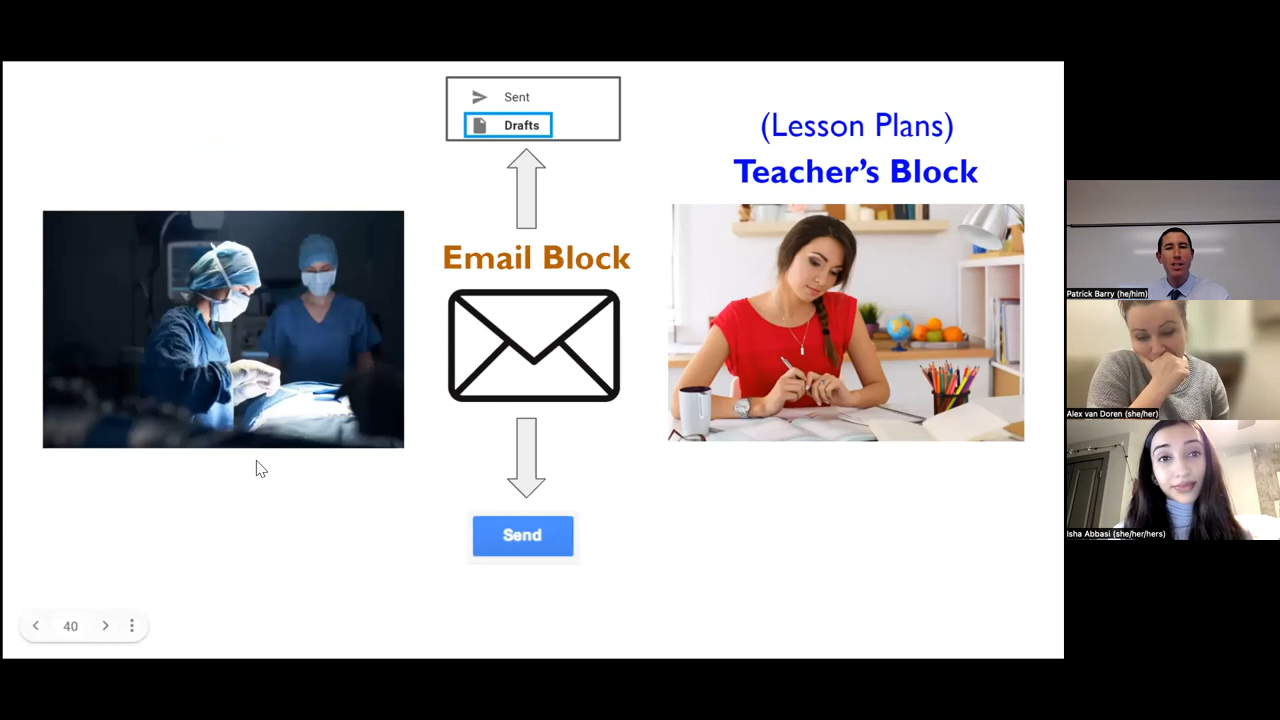 Sent
Drafts
(Lesson Plans)
Teacher's Block
Email Block
Send
40
Patrick Barry (he/him)
Alex van Doren (she/her)
Isha Abbasi (she/her/hers)